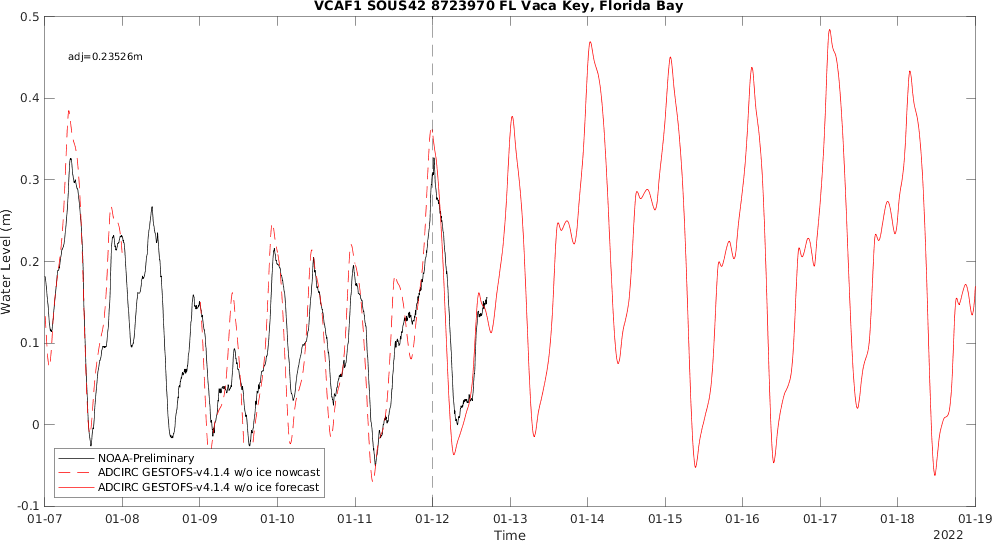 VCAF1 SOUS42 8723970 FL Vaca Key, Florida Bay
adj=0.23526m
0.5
0.4
0.3
0.2
0.1
0
-0.1
Water Level (m)
NOAA-Preliminary
ADCIRC GESTOFS-v4.1.4 w/o ice nowcast
ADCIRC GESTOFS-v4.1.4 w/o ice forecast
01-07 01-08 01-09 01-10 01-11 01-12 01-13 01-14 01-15 01-16 01-17 01-18 01-19
Time
2022